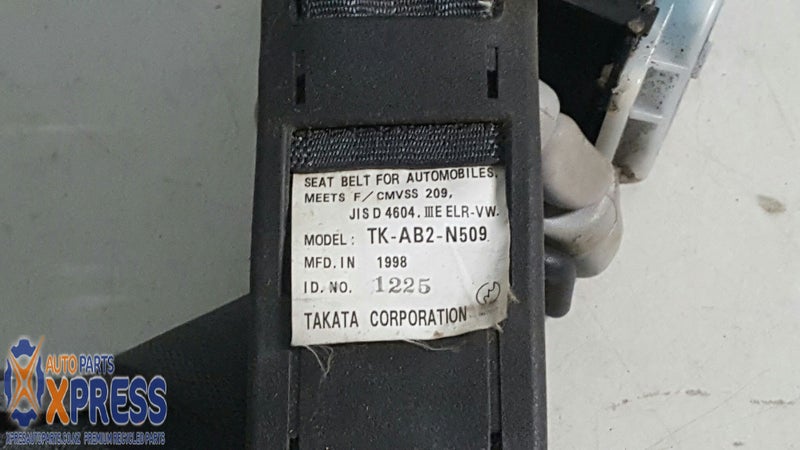 SEAT BELT FOR AUTOMOBILES.
MEETS F/CMVSS 209,
JIS D 4604. ⅢE ELR-VW.
MODEL: TK-AB2-N509
MFD. IN 1998
ID. NO. 1225
TAKATA CORPORATION
AUTO PARTS
XPRESS
XPRESSAUTOPARTS.CO.NZ PREMIUM RECYCLED PARTS